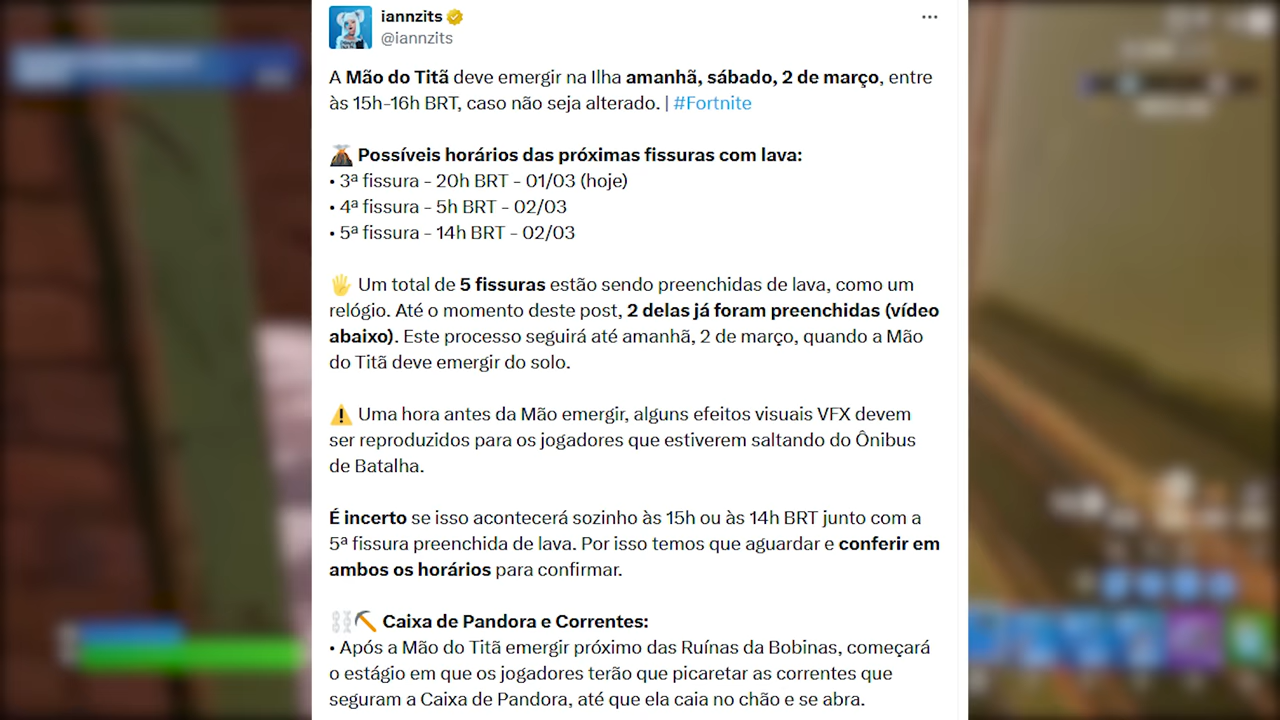 iannzits
@iannzits
A Mão do Titã deve emergir na Ilha amanhã, sábado, 2 de março, entre
às 15h-16h BRT, caso não seja alterado. | #Fortnite
🌋 Possíveis horários das próximas fissuras com lava:
• 3ª fissura - 20h BRT - 01/03 (hoje)
• 4ª fissura - 5h BRT - 02/03
• 5ª fissura - 14h BRT - 02/03
🖐 Um total de 5 fissuras estão sendo preenchidas de lava, como um
relógio. Até o momento deste post, 2 delas já foram preenchidas (vídeo
abaixo). Este processo seguirá até amanhã, 2 de março, quando a Mão
do Titã deve emergir do solo.
⚠️ Uma hora antes da Mão emergir, alguns efeitos visuais VFX devem
ser reproduzidos para os jogadores que estiverem saltando do Ônibus
de Batalha.
É incerto se isso acontecerá sozinho às 15h ou às 14h BRT junto com a
5ª fissura preenchida de lava. Por isso temos que aguardar e conferir em
ambos os horários para confirmar.
⛓️⛏️ Caixa de Pandora e Correntes:
• Após a Mão do Titã emergir próximo das Ruínas da Bobinas, começará
o estágio em que os jogadores terão que picaretar as correntes que
seguram a Caixa de Pandora, até que ela caia no chão e se abra.